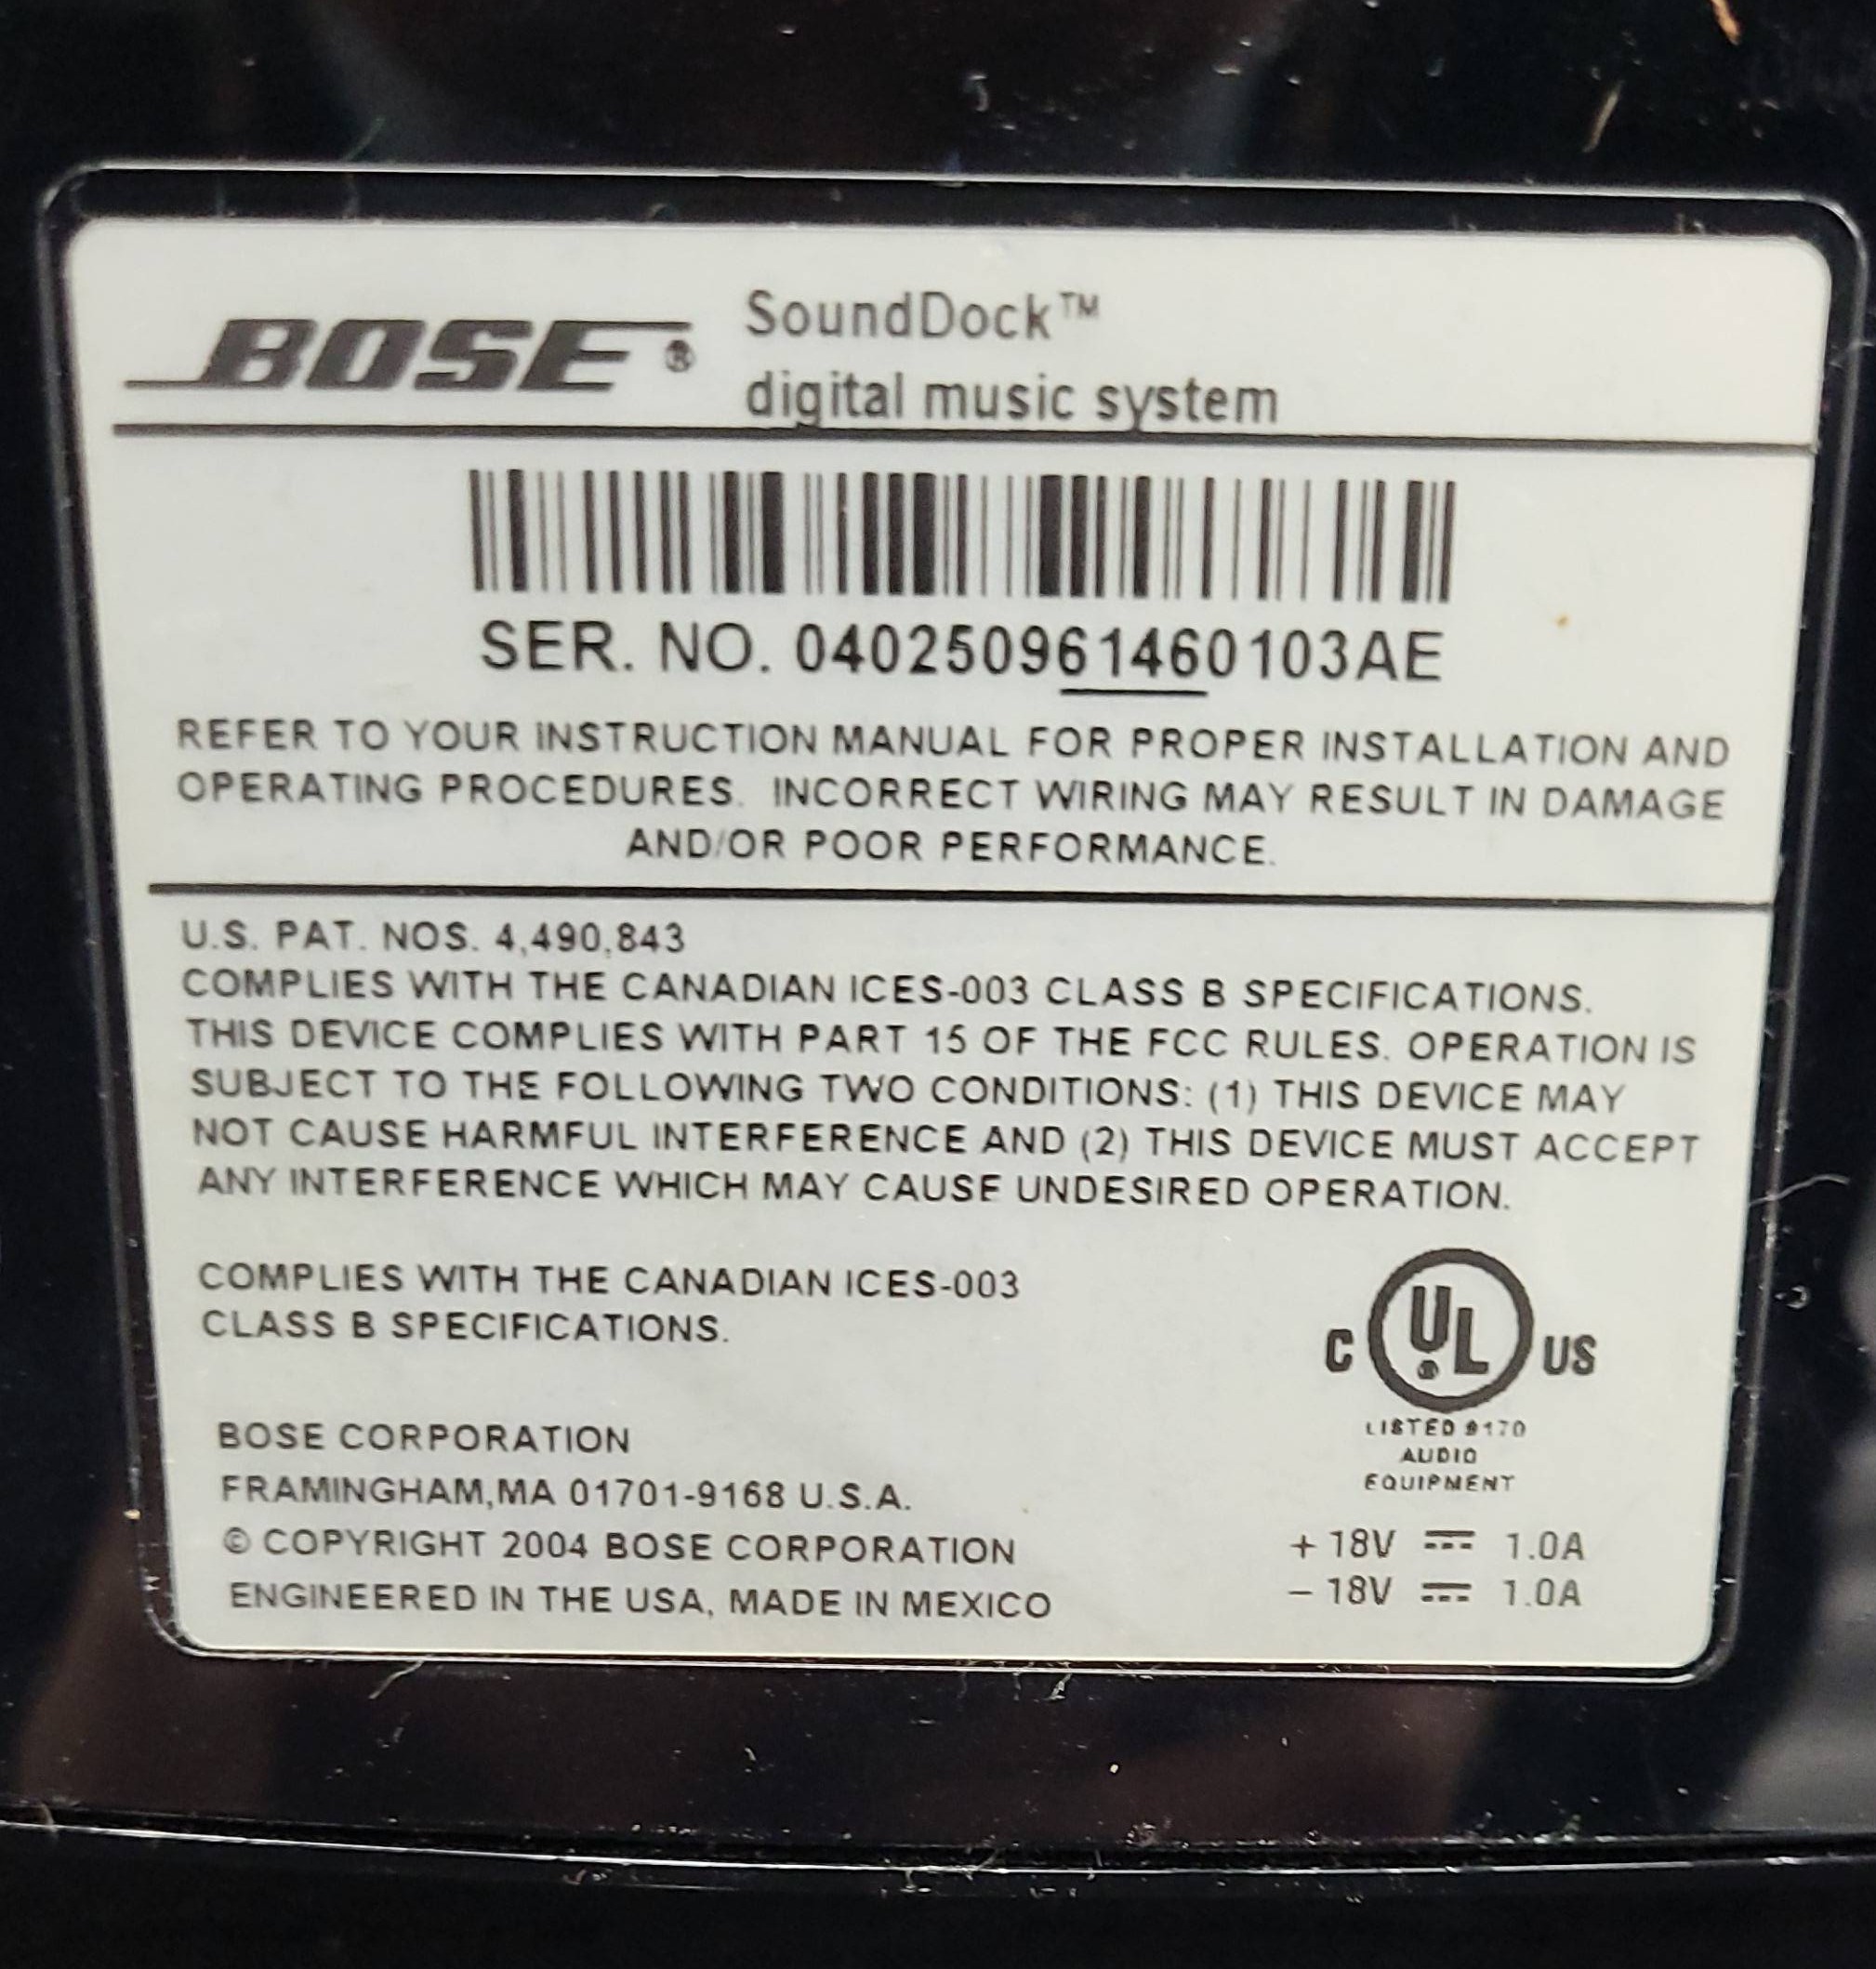 BOSE®
SoundDock™
digital music system
SER. NO. 040250961460103AE
REFER TO YOUR INSTRUCTION MANUAL FOR PROPER INSTALLATION AND
OPERATING PROCEDURES. INCORRECT WIRING MAY RESULT IN DAMAGE
AND/OR POOR PERFORMANCE.
U.S. PAT. NOS. 4,490,843
COMPLIES WITH THE CANADIAN ICES-003 CLASS B SPECIFICATIONS.
THIS DEVICE COMPLIES WITH PART 15 OF THE FCC RULES. OPERATION IS
SUBJECT TO THE FOLLOWING TWO CONDITIONS: (1) THIS DEVICE MAY
NOT CAUSE HARMFUL INTERFERENCE AND (2) THIS DEVICE MUST ACCEPT
ANY INTERFERENCE WHICH MAY CAUSE UNDESIRED OPERATION.
COMPLIES WITH THE CANADIAN ICES-003
CLASS B SPECIFICATIONS.
C UL® US
LISTED 9170
AUDIO
EQUIPMENT
BOSE CORPORATION
FRAMINGHAM,MA 01701-9168 U.S.A.
© COPYRIGHT 2004 BOSE CORPORATION
ENGINEERED IN THE USA, MADE IN MEXICO
+ 18V ⎓ 1.0A
− 18V ⎓ 1.0A